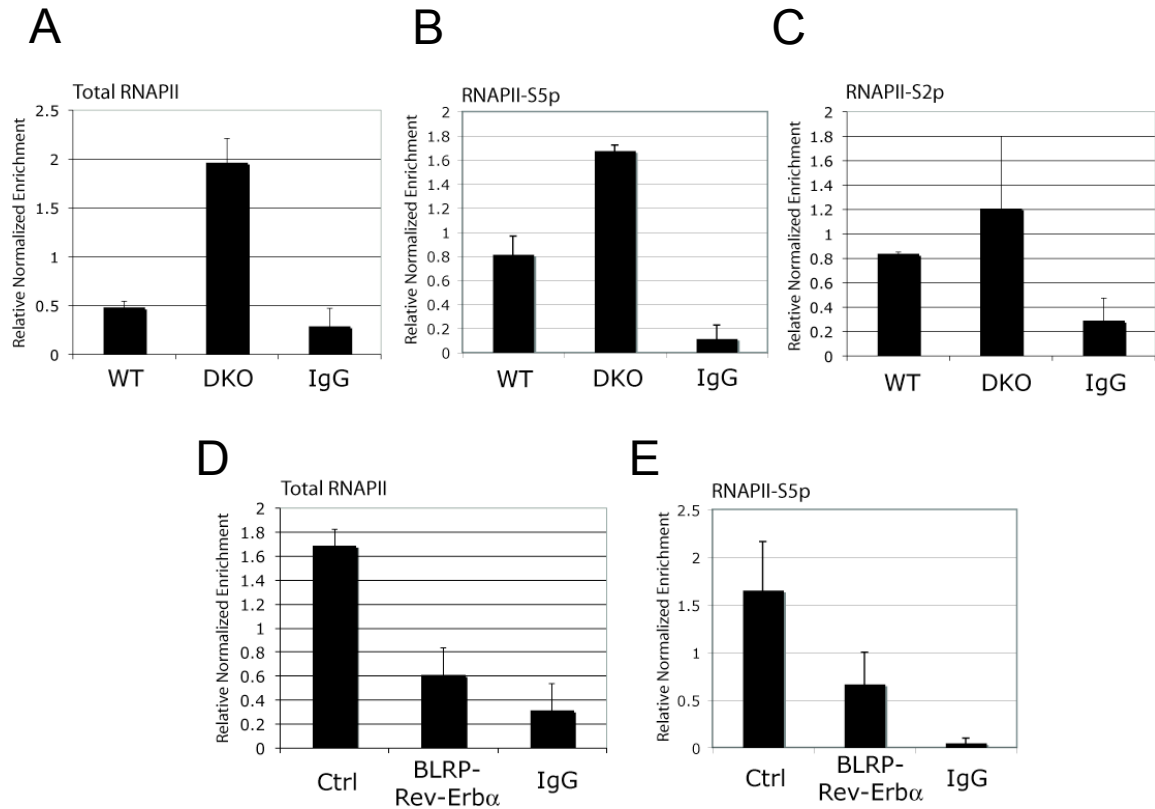 A
Total RNAPII
Relative Normalized Enrichment
2.5
2
1.5
1
0.5
0
WT DKO IgG
B
RNAPII-S5p
Relative Normalized Enrichment
2
1.8
1.6
1.4
1.2
1
0.8
0.6
0.4
0.2
0
WT DKO IgG
C
RNAPII-S2p
Relative Normalized Enrichment
2
1.8
1.6
1.4
1.2
1
0.8
0.6
0.4
0.2
0
WT DKO IgG
D
Total RNAPII
Relative Normalized Enrichment
2
1.8
1.6
1.4
1.2
1
0.8
0.6
0.4
0.2
0
Ctrl BLRP- IgG
Rev-Erbα
E
RNAPII-S5p
Relative Normalized Enrichment
2.5
2
1.5
1
0.5
0
Ctrl BLRP- IgG
Rev-Erbα